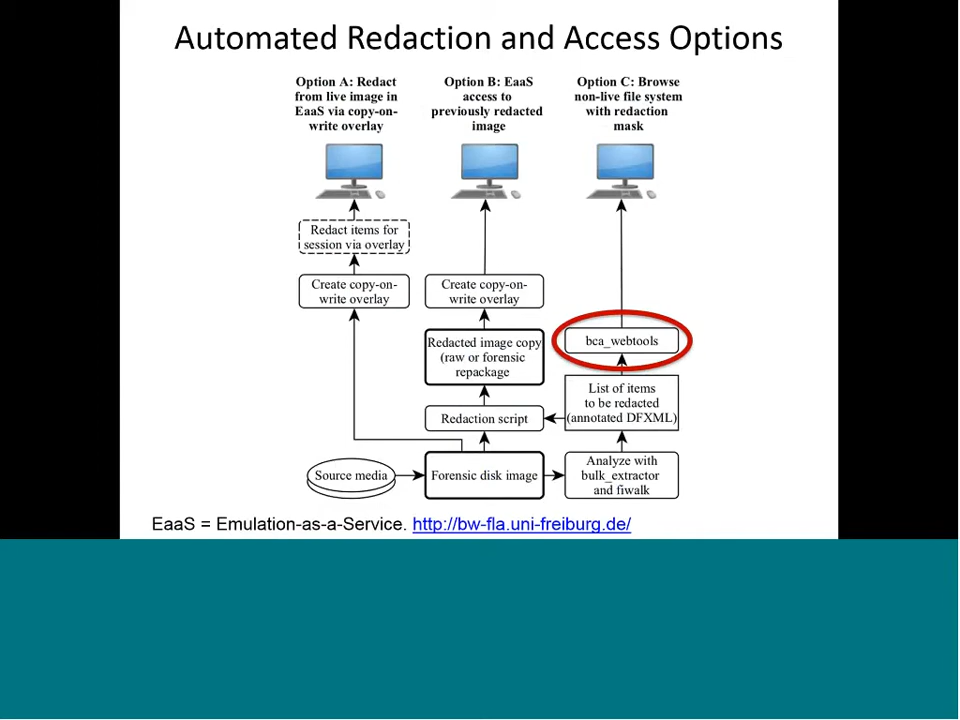 Automated Redaction and Access Options
Option A: Redact
from live image in
EaaS via copy-on-
write overlay
Option B: EaaS
access to
previously redacted
image
Option C: Browse
non-live file system
with redaction
mask
Redact items for
session via overlay
Create copy-on-
write overlay
Create copy-on-
write overlay
Redacted image copy
(raw or forensic
repackage
bca_webtools
List of items
to be redacted
(annotated DFXML)
Redaction script
Source media
Forensic disk image
Analyze with
bulk_extractor
and fiwalk
EaaS = Emulation-as-a-Service. http://bw-fla.uni-freiburg.de/